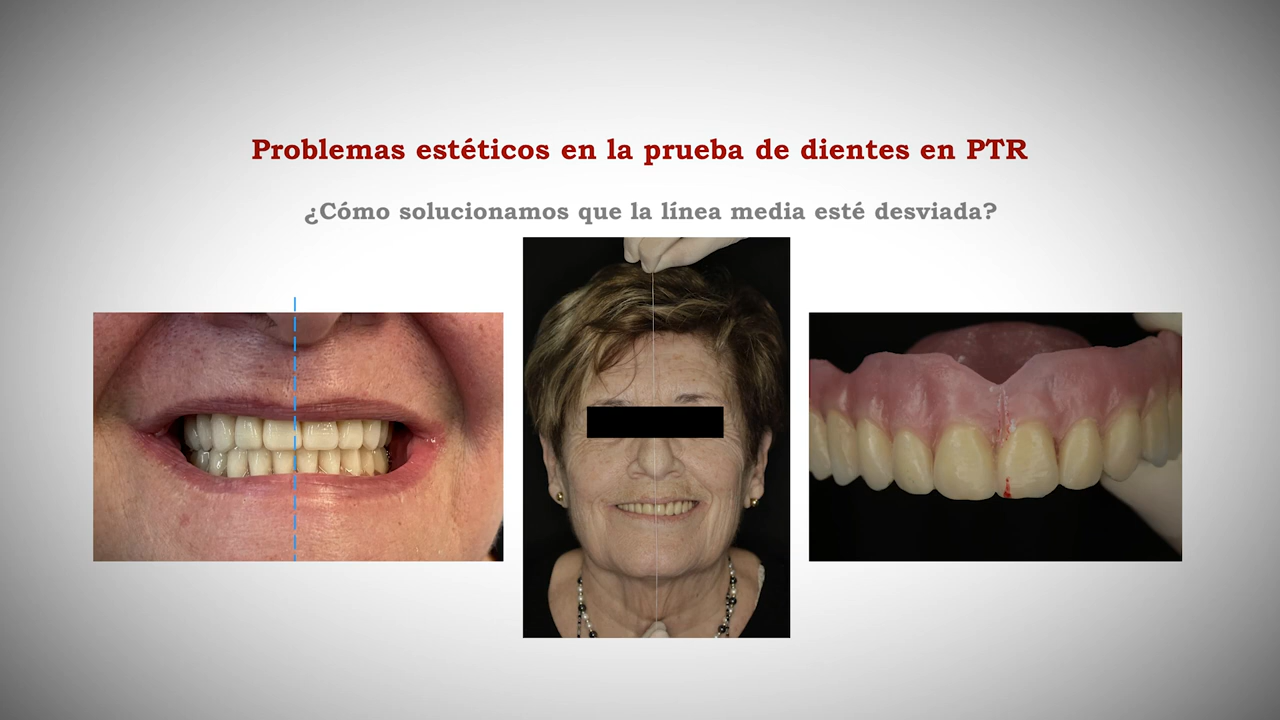 Problemas estéticos en la prueba de dientes en PTR
¿Cómo solucionamos que la línea media esté desviada?